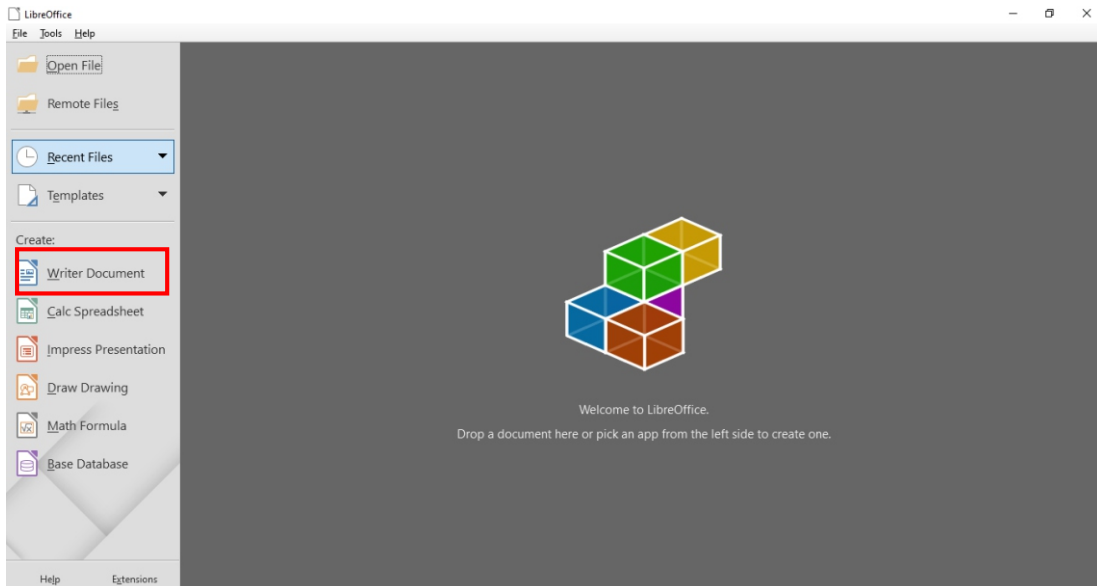 LibreOffice
File Tools Help
Open File
Remote Files
Recent Files
Templates
Create:
Writer Document
Calc Spreadsheet
Impress Presentation
Draw Drawing
Math Formula
Base Database
Help Extensions
Welcome to LibreOffice.
Drop a document here or pick an app from the left side to create one.